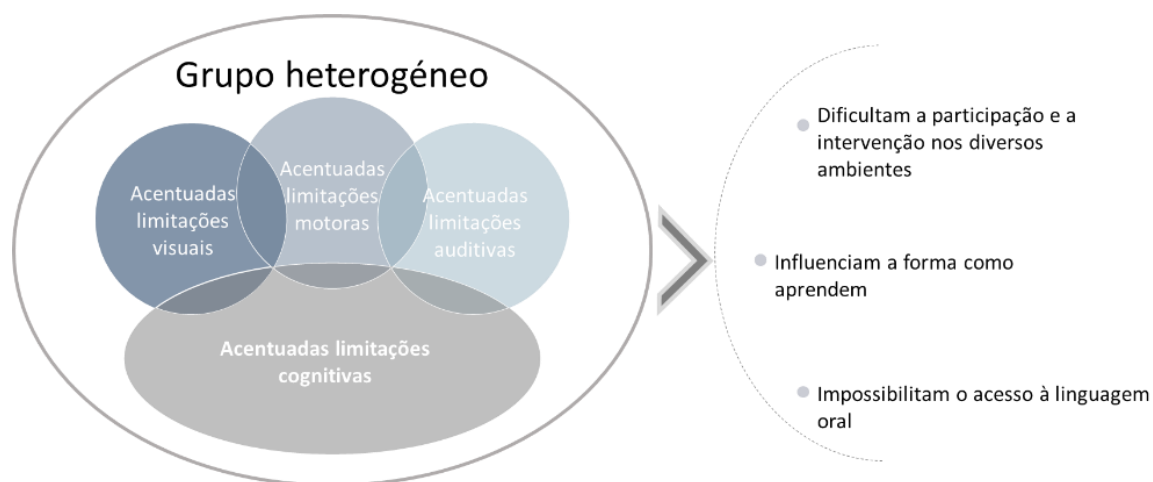 Grupo heterogéneo
Acentuadas
limitações
visuais
Acentuadas
limitações
motoras
Acentuadas
limitações
auditivas
Acentuadas limitações
cognitivas
Dificultam a participação e a
intervenção nos diversos
ambientes
Influenciam a forma como
aprendem
Impossibilitam o acesso à linguagem
oral